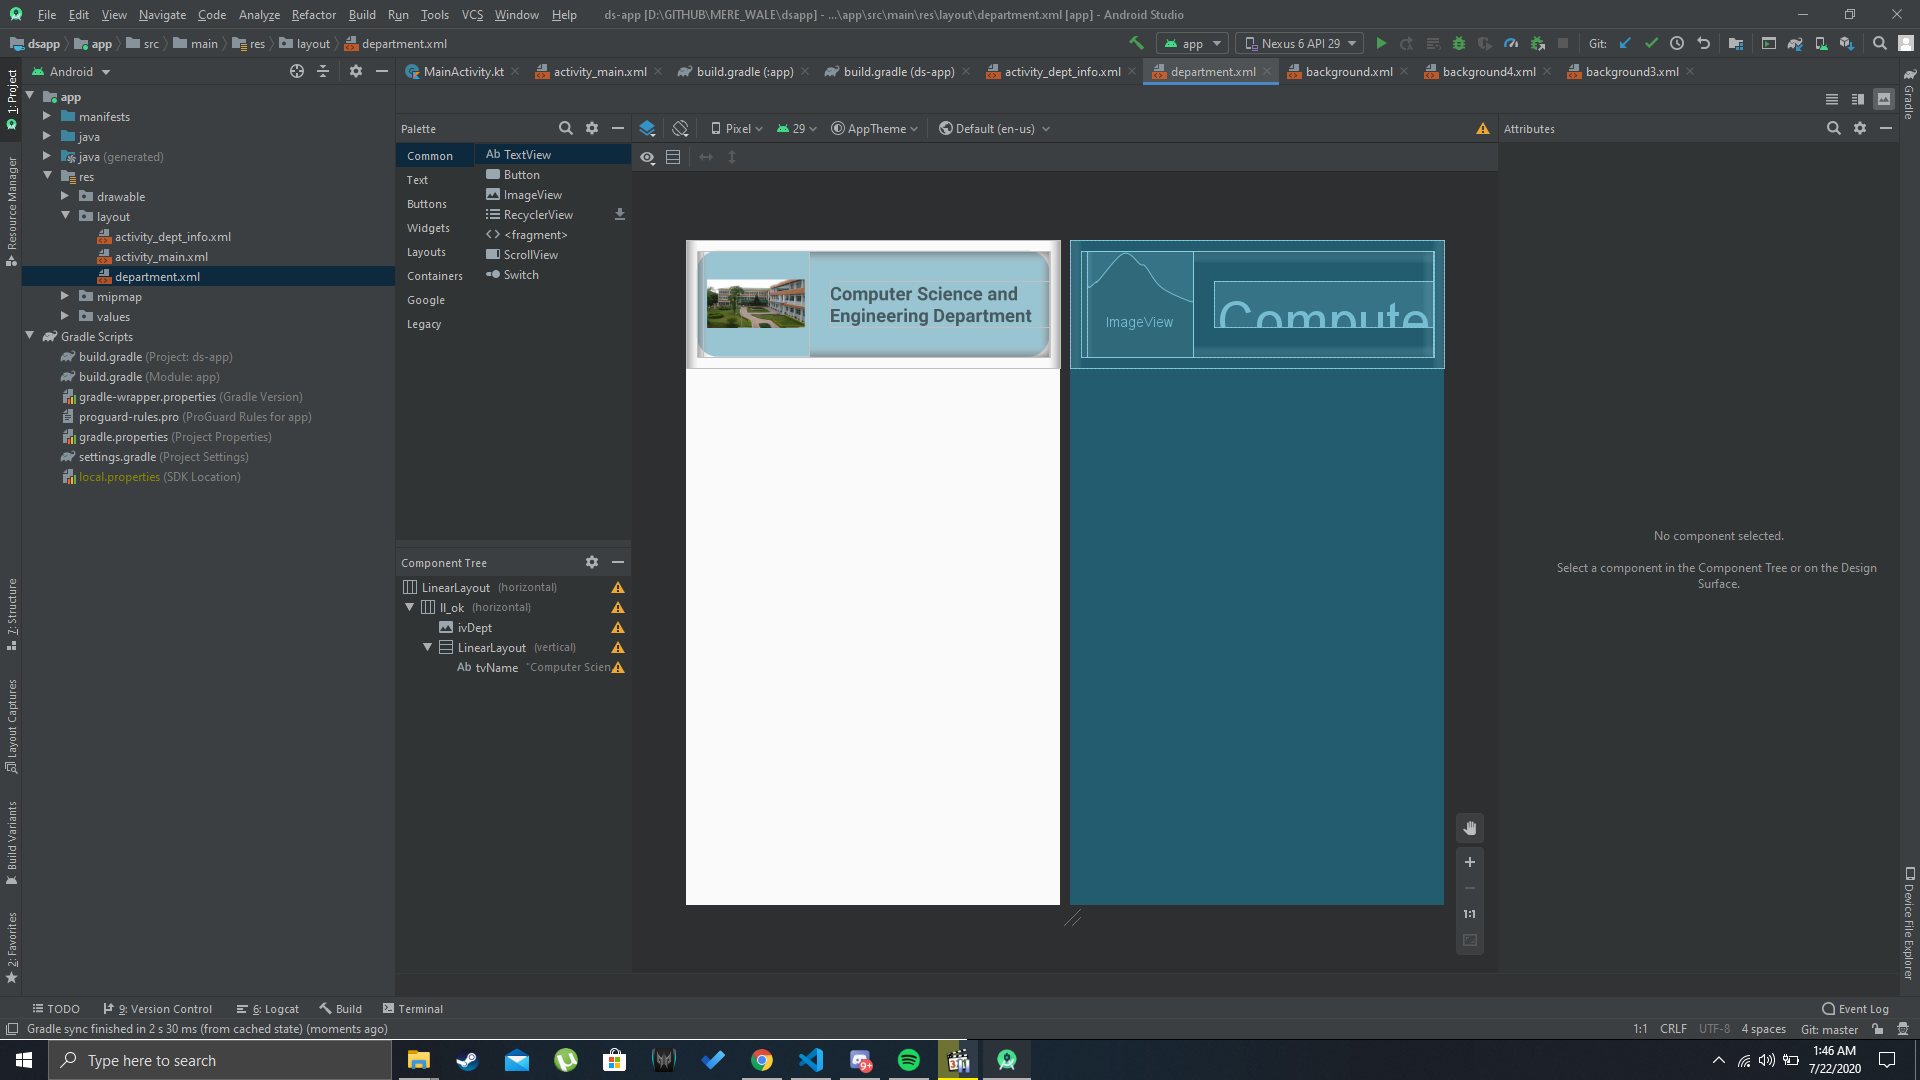 File Edit View Navigate Code Analyze Refactor Build Run Tools VCS Window Help ds-app [D:\GITHUB\MERE_WALE\dsapp] - ...\app\src\main\res\layout\department.xml [app] - Android Studio
dsapp app src main res layout department.xml app Nexus 6 API 29 Git:
Android MainActivity.kt activity_main.xml build.gradle (:app) build.gradle (ds-app) activity_dept_info.xml department.xml background.xml background4.xml background3.xml
1: Project
Resource Manager
7: Structure
Layout Captures
Build Variants
2: Favorites
app
manifests
java
java (generated)
res
drawable
layout
activity_dept_info.xml
activity_main.xml
department.xml
mipmap
values
Gradle Scripts
build.gradle (Project: ds-app)
build.gradle (Module: app)
gradle-wrapper.properties (Gradle Version)
proguard-rules.pro (ProGuard Rules for app)
gradle.properties (Project Properties)
settings.gradle (Project Settings)
local.properties (SDK Location)
Palette
Common
Text
Buttons
Widgets
Layouts
Containers
Google
Legacy
Ab TextView
Button
ImageView
RecyclerView
<fragment>
ScrollView
Switch
Component Tree
LinearLayout (horizontal)
ll_ok (horizontal)
ivDept
LinearLayout (vertical)
Ab tvName "Computer Scien
Pixel 29 AppTheme Default (en-us)
Computer Science and
Engineering Department
ImageView
Compute
1:1
Attributes
No component selected.
Select a component in the Component Tree or on the Design
Surface.
Gradle
Device File Explorer
TODO 9: Version Control 6: Logcat Build Terminal Event Log
Gradle sync finished in 2 s 30 ms (from cached state) (moments ago) 1:1 CRLF UTF-8 4 spaces Git: master
Type here to search 9+ 1:46 AM
7/22/2020